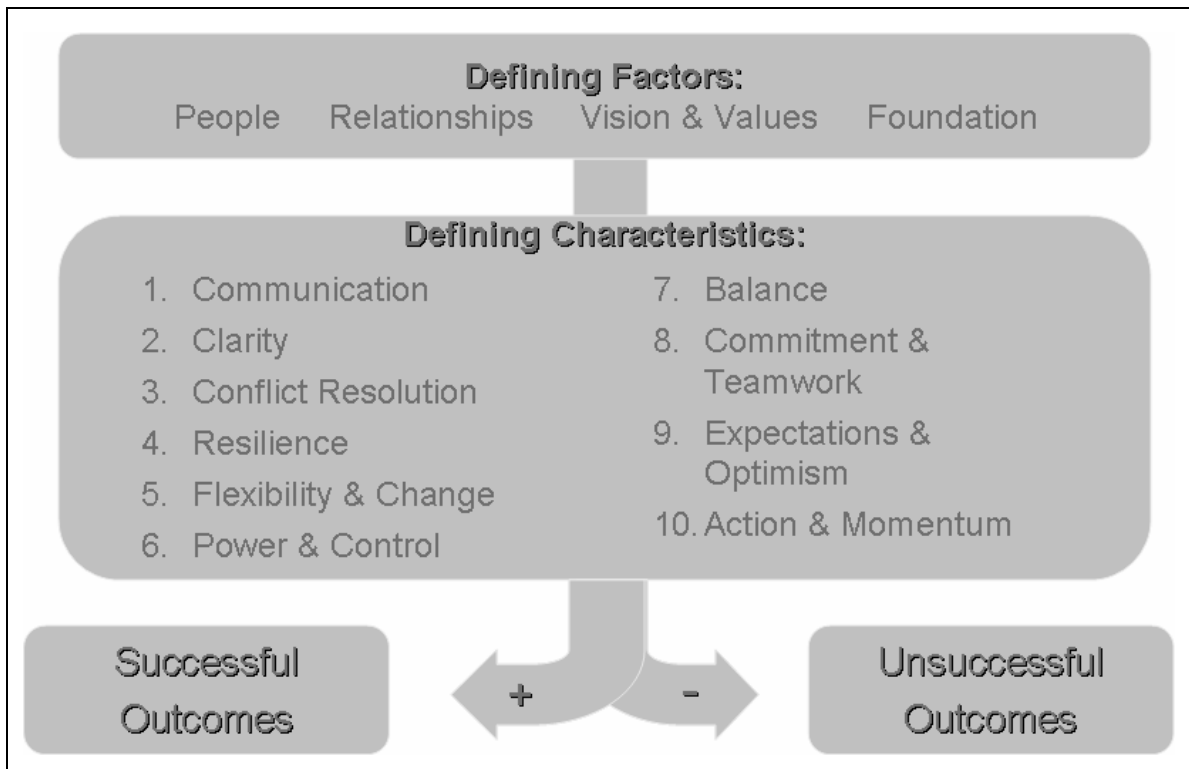 Defining Factors:
People Relationships Vision & Values Foundation
Defining Characteristics:
1. Communication
2. Clarity
3. Conflict Resolution
4. Resilience
5. Flexibility & Change
6. Power & Control
7. Balance
8. Commitment &
Teamwork
9. Expectations &
Optimism
10. Action & Momentum
Successful
Outcomes
+
-
Unsuccessful
Outcomes